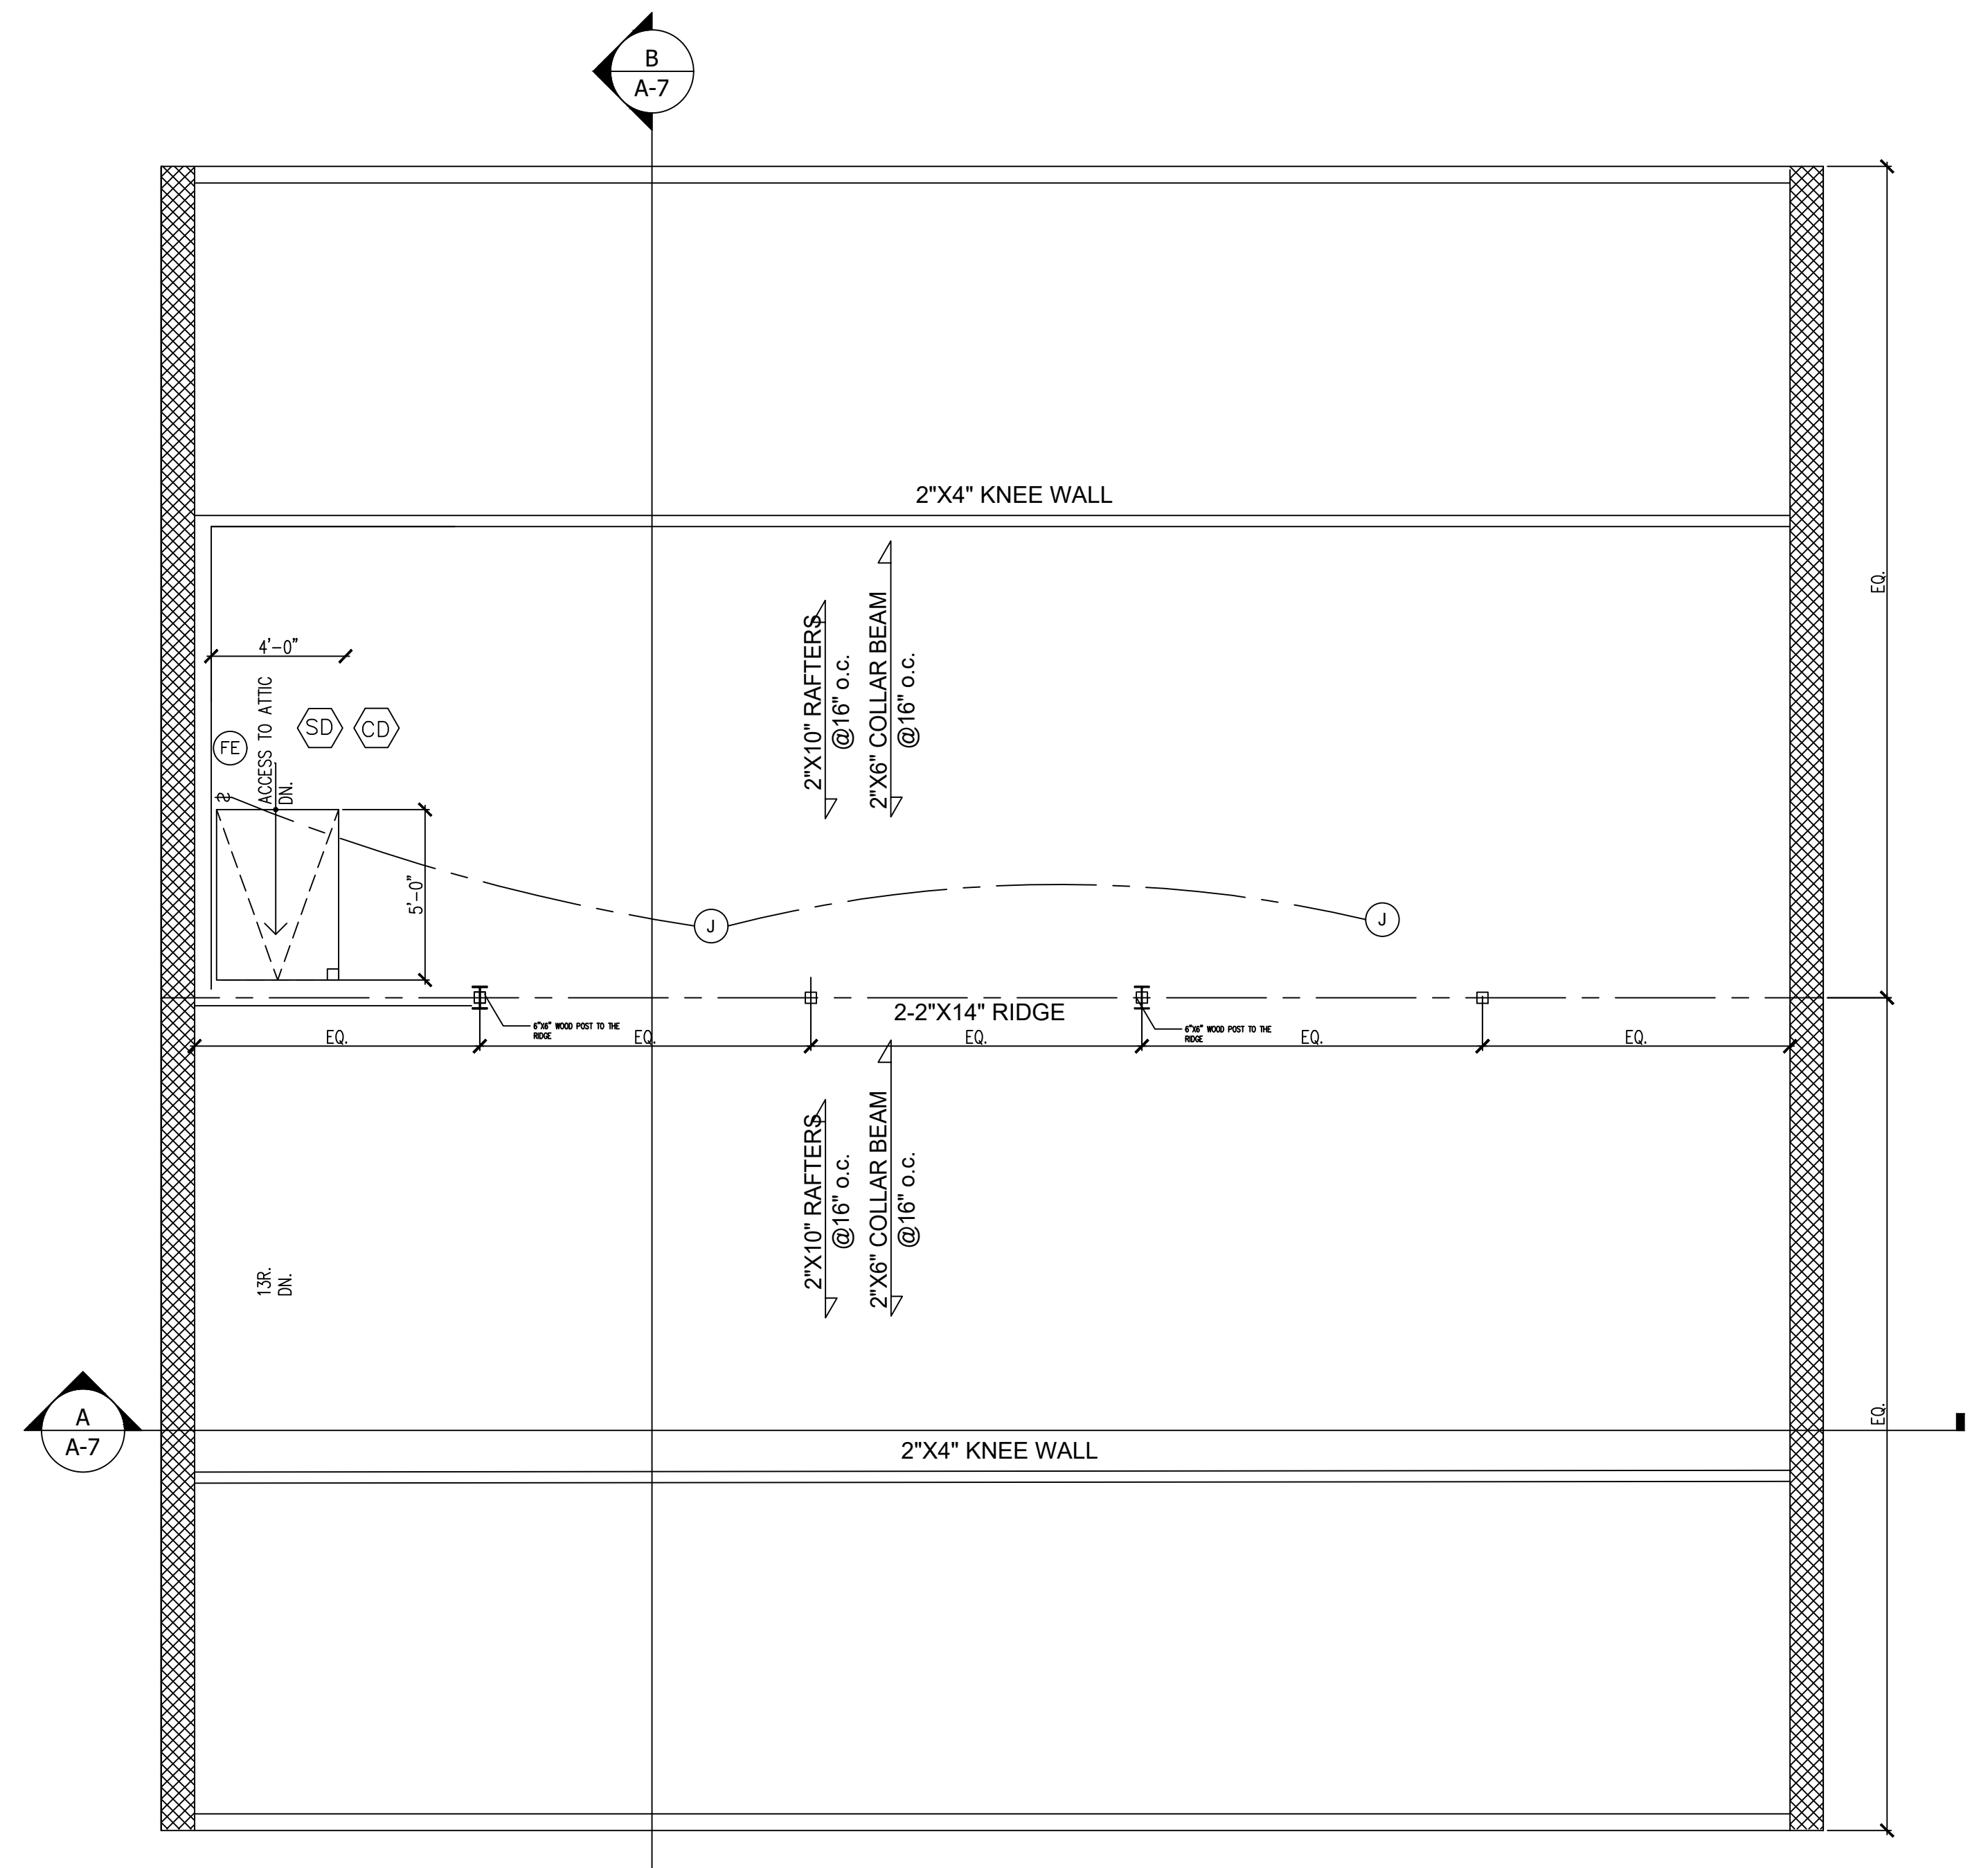 B
A-7
2"X4" KNEE WALL
EQ.
2"X10" RAFTERS
@16" o.c.
2"X6" COLLAR BEAM
@16" o.c.
4'-0"
ACCESS TO ATTIC
DN.
SD
CD
FE
5'-0"
J
J
2-2"X14" RIDGE
6"X6" WOOD POST TO THE
RIDGE
6"X6" WOOD POST TO THE
RIDGE
EQ.
EQ.
EQ.
EQ.
EQ.
2"X10" RAFTERS
@16" o.c.
2"X6" COLLAR BEAM
@16" o.c.
13R.
DN.
A
A-7
EQ.
2"X4" KNEE WALL